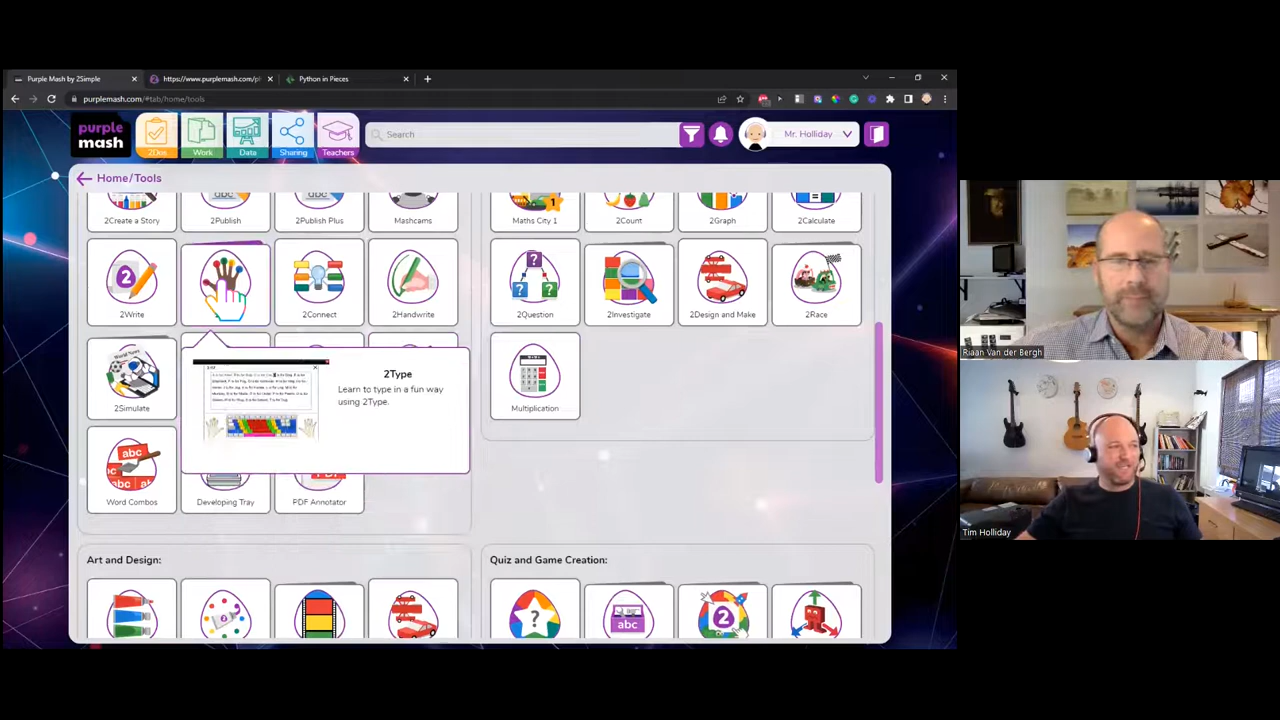 Purple Mash by 2Simple
https://www.purplemash.com/pl
Python in Pieces
purplemash.com/#tab/home/tools
purple
mash
2Dos
Work
Data
Sharing
Teachers
Search
Mr. Holliday
Home/Tools
2Create a Story
2Publish
2Publish Plus
Mashcams
Maths City 1
2Count
2Graph
2Calculate
2Write
2Connect
2Handwrite
2Question
2Investigate
2Design and Make
2Race
2Simulate
2Type
Learn to type in a fun way
using 2Type.
Multiplication
Word Combos
Developing Tray
PDF Annotator
Art and Design:
Quiz and Game Creation:
abc
2
Riaan Van der Bergh
Tim Holliday